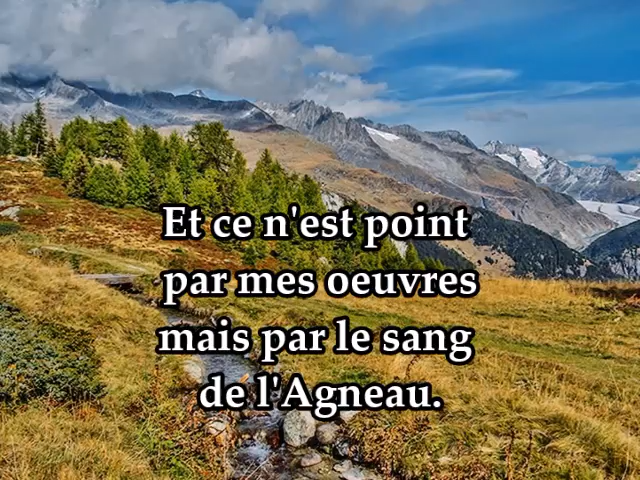 Et ce n'est point
par mes oeuvres
mais par le sang
de l'Agneau.